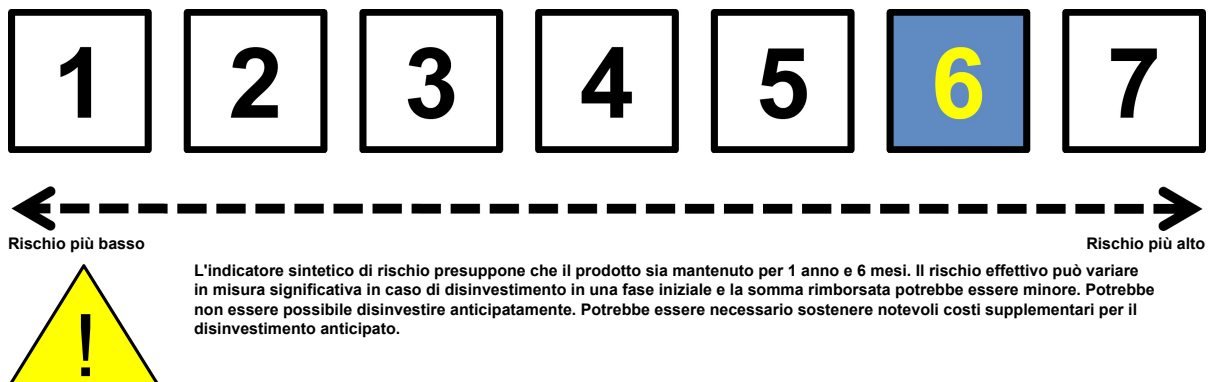 1 2 3 4 5 6 7
Rischio più basso Rischio più alto
L'indicatore sintetico di rischio presuppone che il prodotto sia mantenuto per 1 anno e 6 mesi. Il rischio effettivo può variare
in misura significativa in caso di disinvestimento in una fase iniziale e la somma rimborsata potrebbe essere minore. Potrebbe
non essere possibile disinvestire anticipatamente. Potrebbe essere necessario sostenere notevoli costi supplementari per il
disinvestimento anticipato.
!